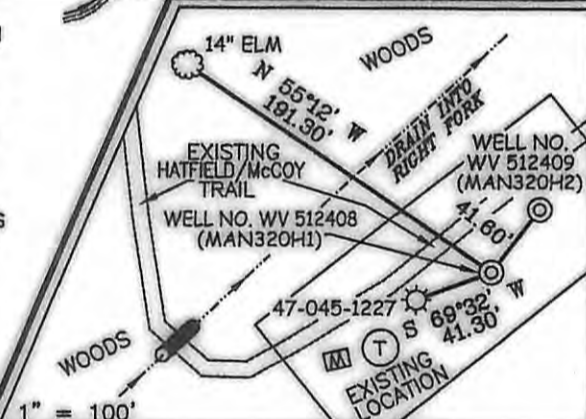 14" ELM
WOODS
N 55°12' W
191.30'
DRAIN INTO
RIGHT FORK
EXISTING
HATFIELD/McCOY
TRAIL
WELL NO.
WV 512409
(MAN320H2)
WELL NO. WV 512408
(MAN320H1)
41.60'
47-045-1227
S 69°32' W
41.30'
M
T
EXISTING
LOCATION
WOODS
1" = 100'